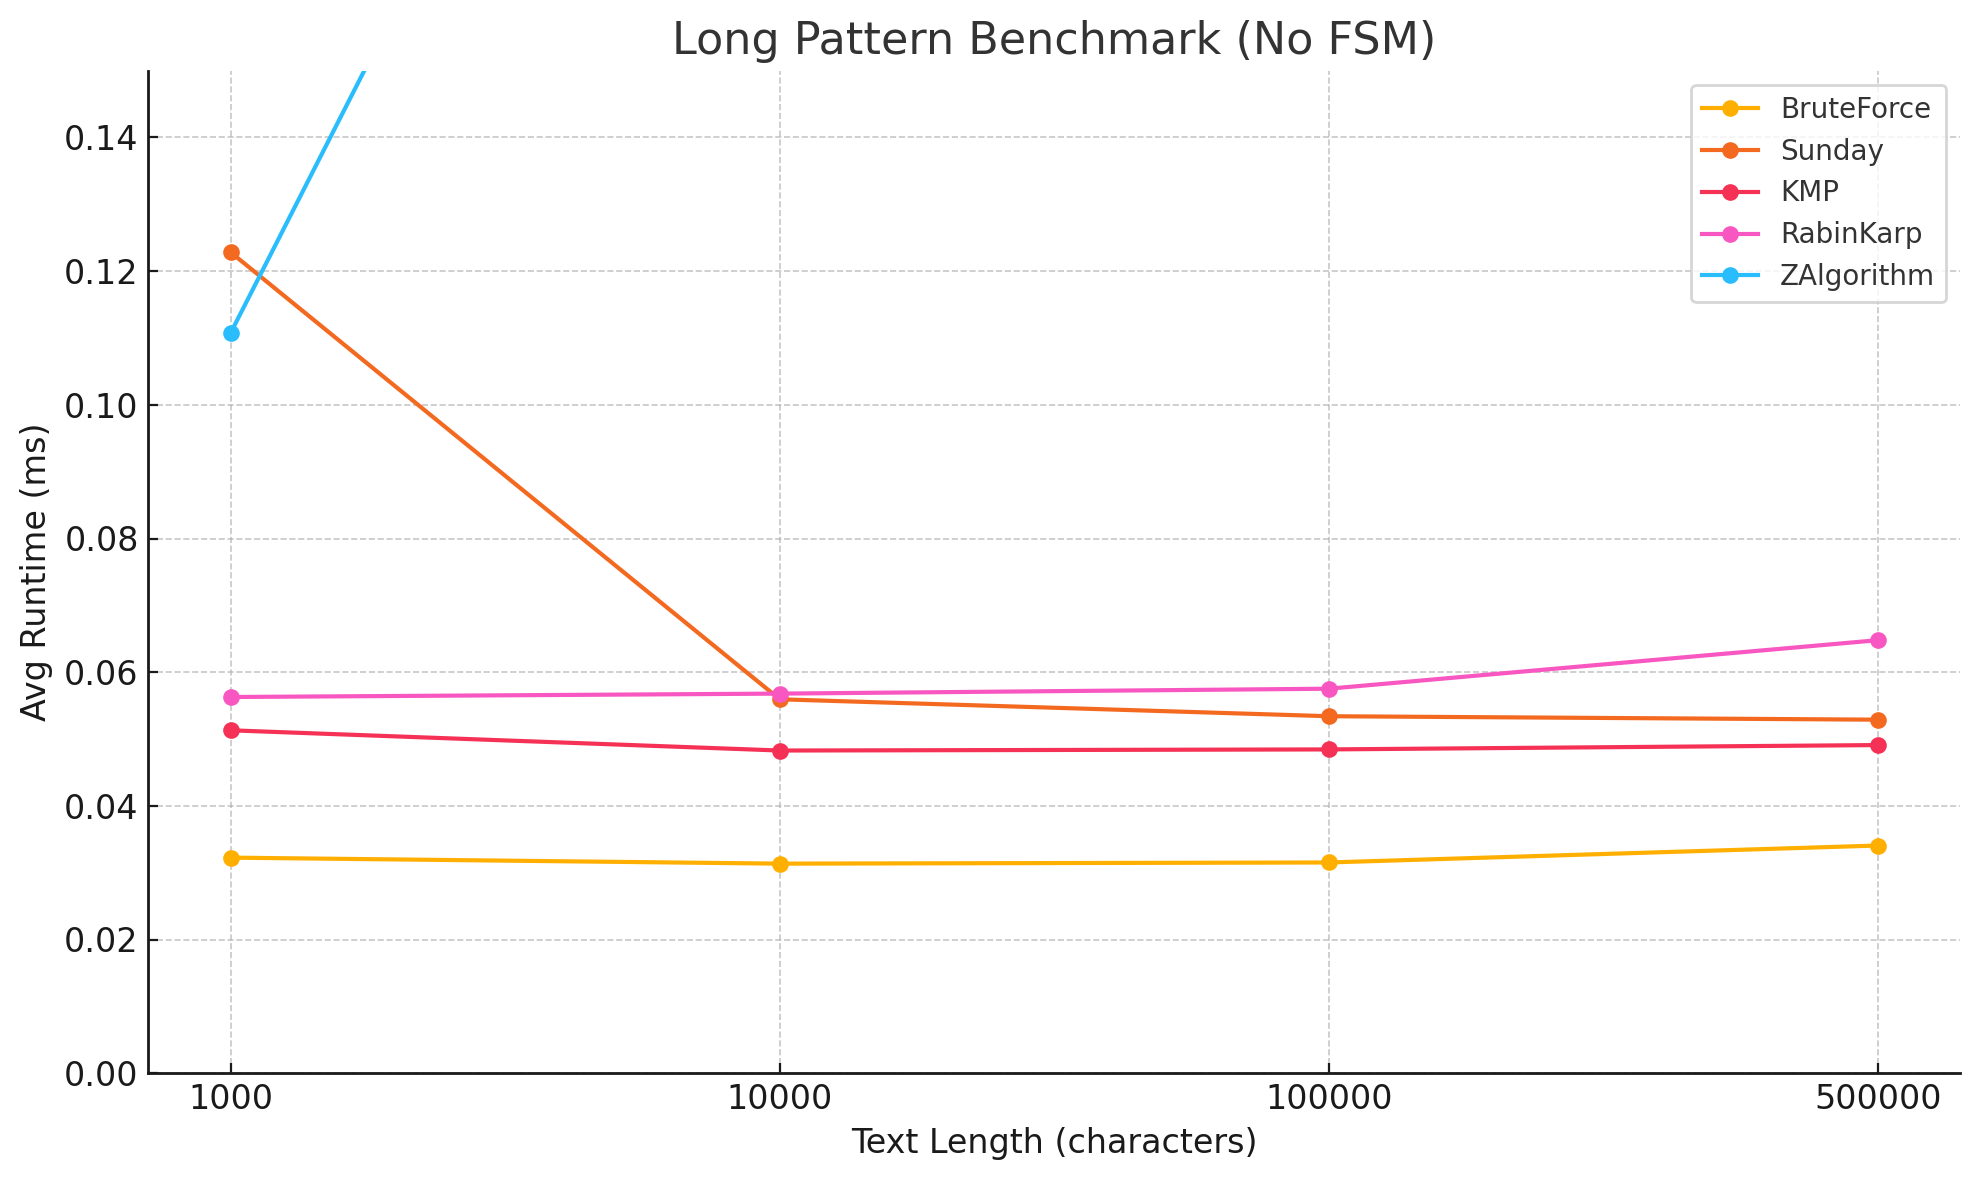 Long Pattern Benchmark (No FSM)
BruteForce
Sunday
KMP
RabinKarp
ZAlgorithm
Avg Runtime (ms)
0.14
0.12
0.10
0.08
0.06
0.04
0.02
0.00
1000 10000 100000 500000
Text Length (characters)